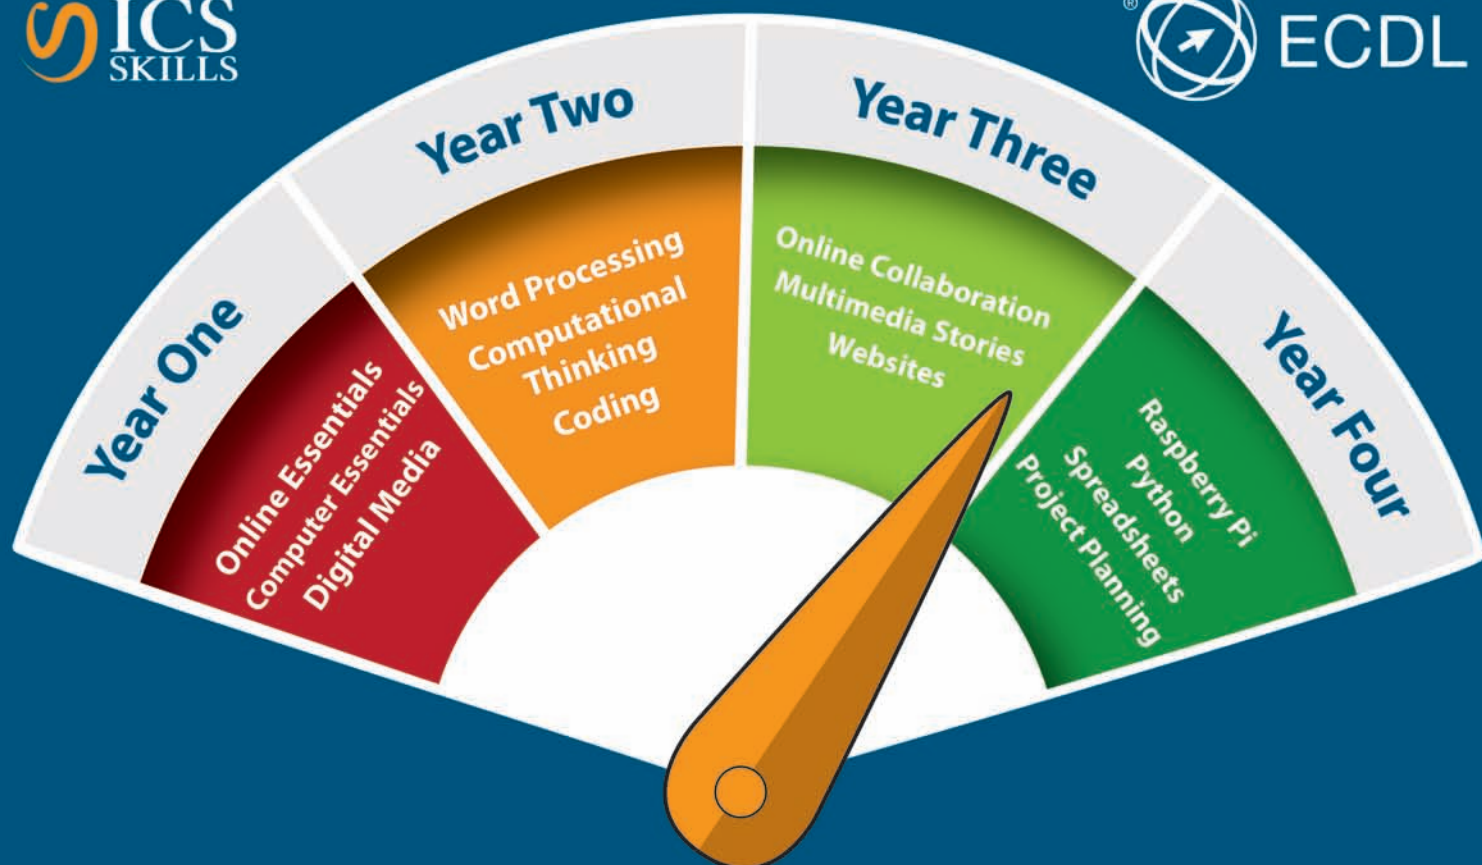 ICS
SKILLS
® ECDL
Year One
Online Essentials
Computer Essentials
Digital Media
Year Two
Word Processing
Computational
Thinking
Coding
Year Three
Online Collaboration
Multimedia Stories
Websites
Year Four
Raspberry Pi
Python
Spreadsheets
Project Planning